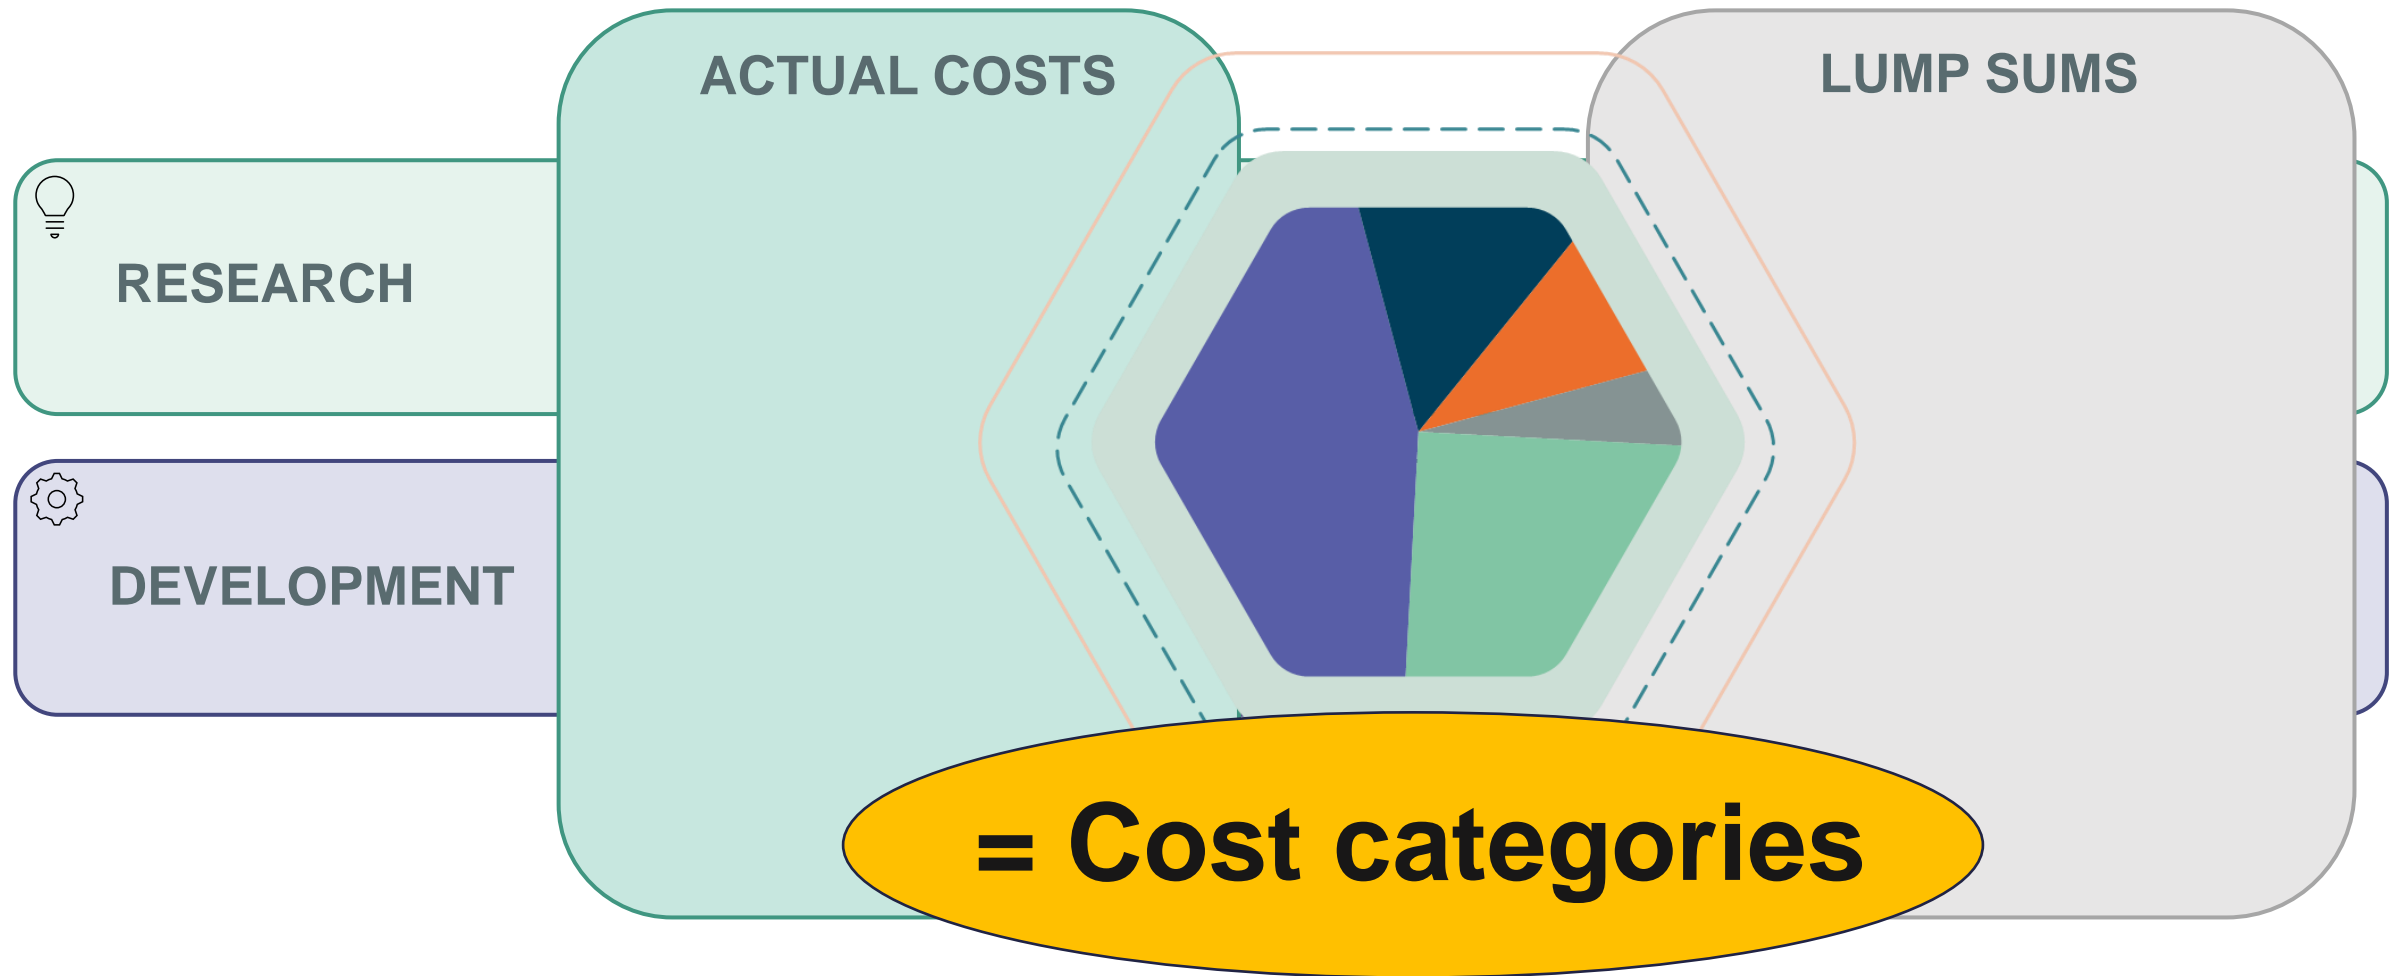 ACTUAL COSTS
LUMP SUMS
RESEARCH
DEVELOPMENT
= Cost categories